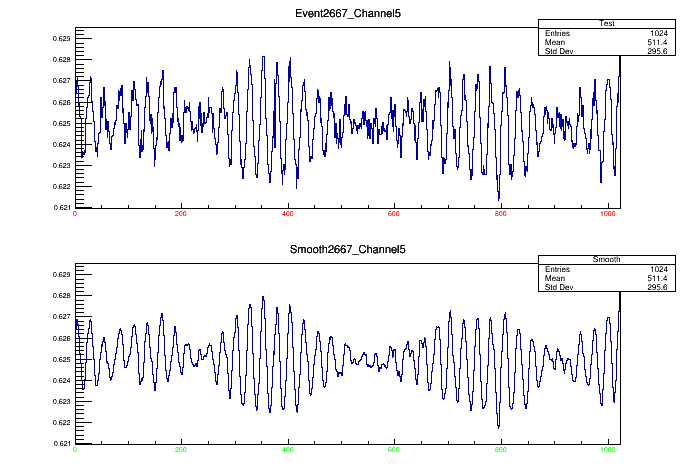 Event2667_Channel5
Test
Entries 1024
Mean 511.4
Std Dev 295.6
0.629
0.628
0.627
0.626
0.625
0.624
0.623
0.622
0.621
0 200 400 600 800 1000
Smooth2667_Channel5
Smooth
Entries 1024
Mean 511.4
Std Dev 295.6
0.629
0.628
0.627
0.626
0.625
0.624
0.623
0.622
0.621
0 200 400 600 800 1000